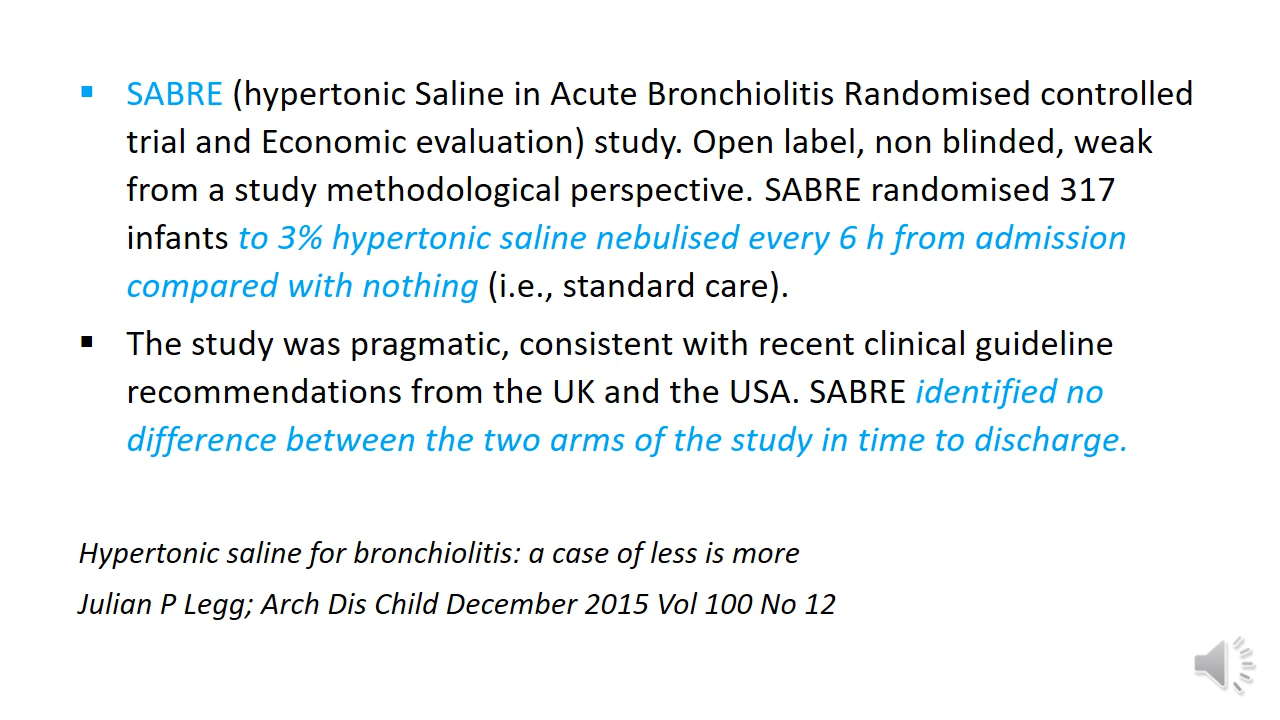 ▪ SABRE (hypertonic Saline in Acute Bronchiolitis Randomised controlled
trial and Economic evaluation) study. Open label, non blinded, weak
from a study methodological perspective. SABRE randomised 317
infants to 3% hypertonic saline nebulised every 6 h from admission
compared with nothing (i.e., standard care).
▪ The study was pragmatic, consistent with recent clinical guideline
recommendations from the UK and the USA. SABRE identified no
difference between the two arms of the study in time to discharge.
Hypertonic saline for bronchiolitis: a case of less is more
Julian P Legg; Arch Dis Child December 2015 Vol 100 No 12